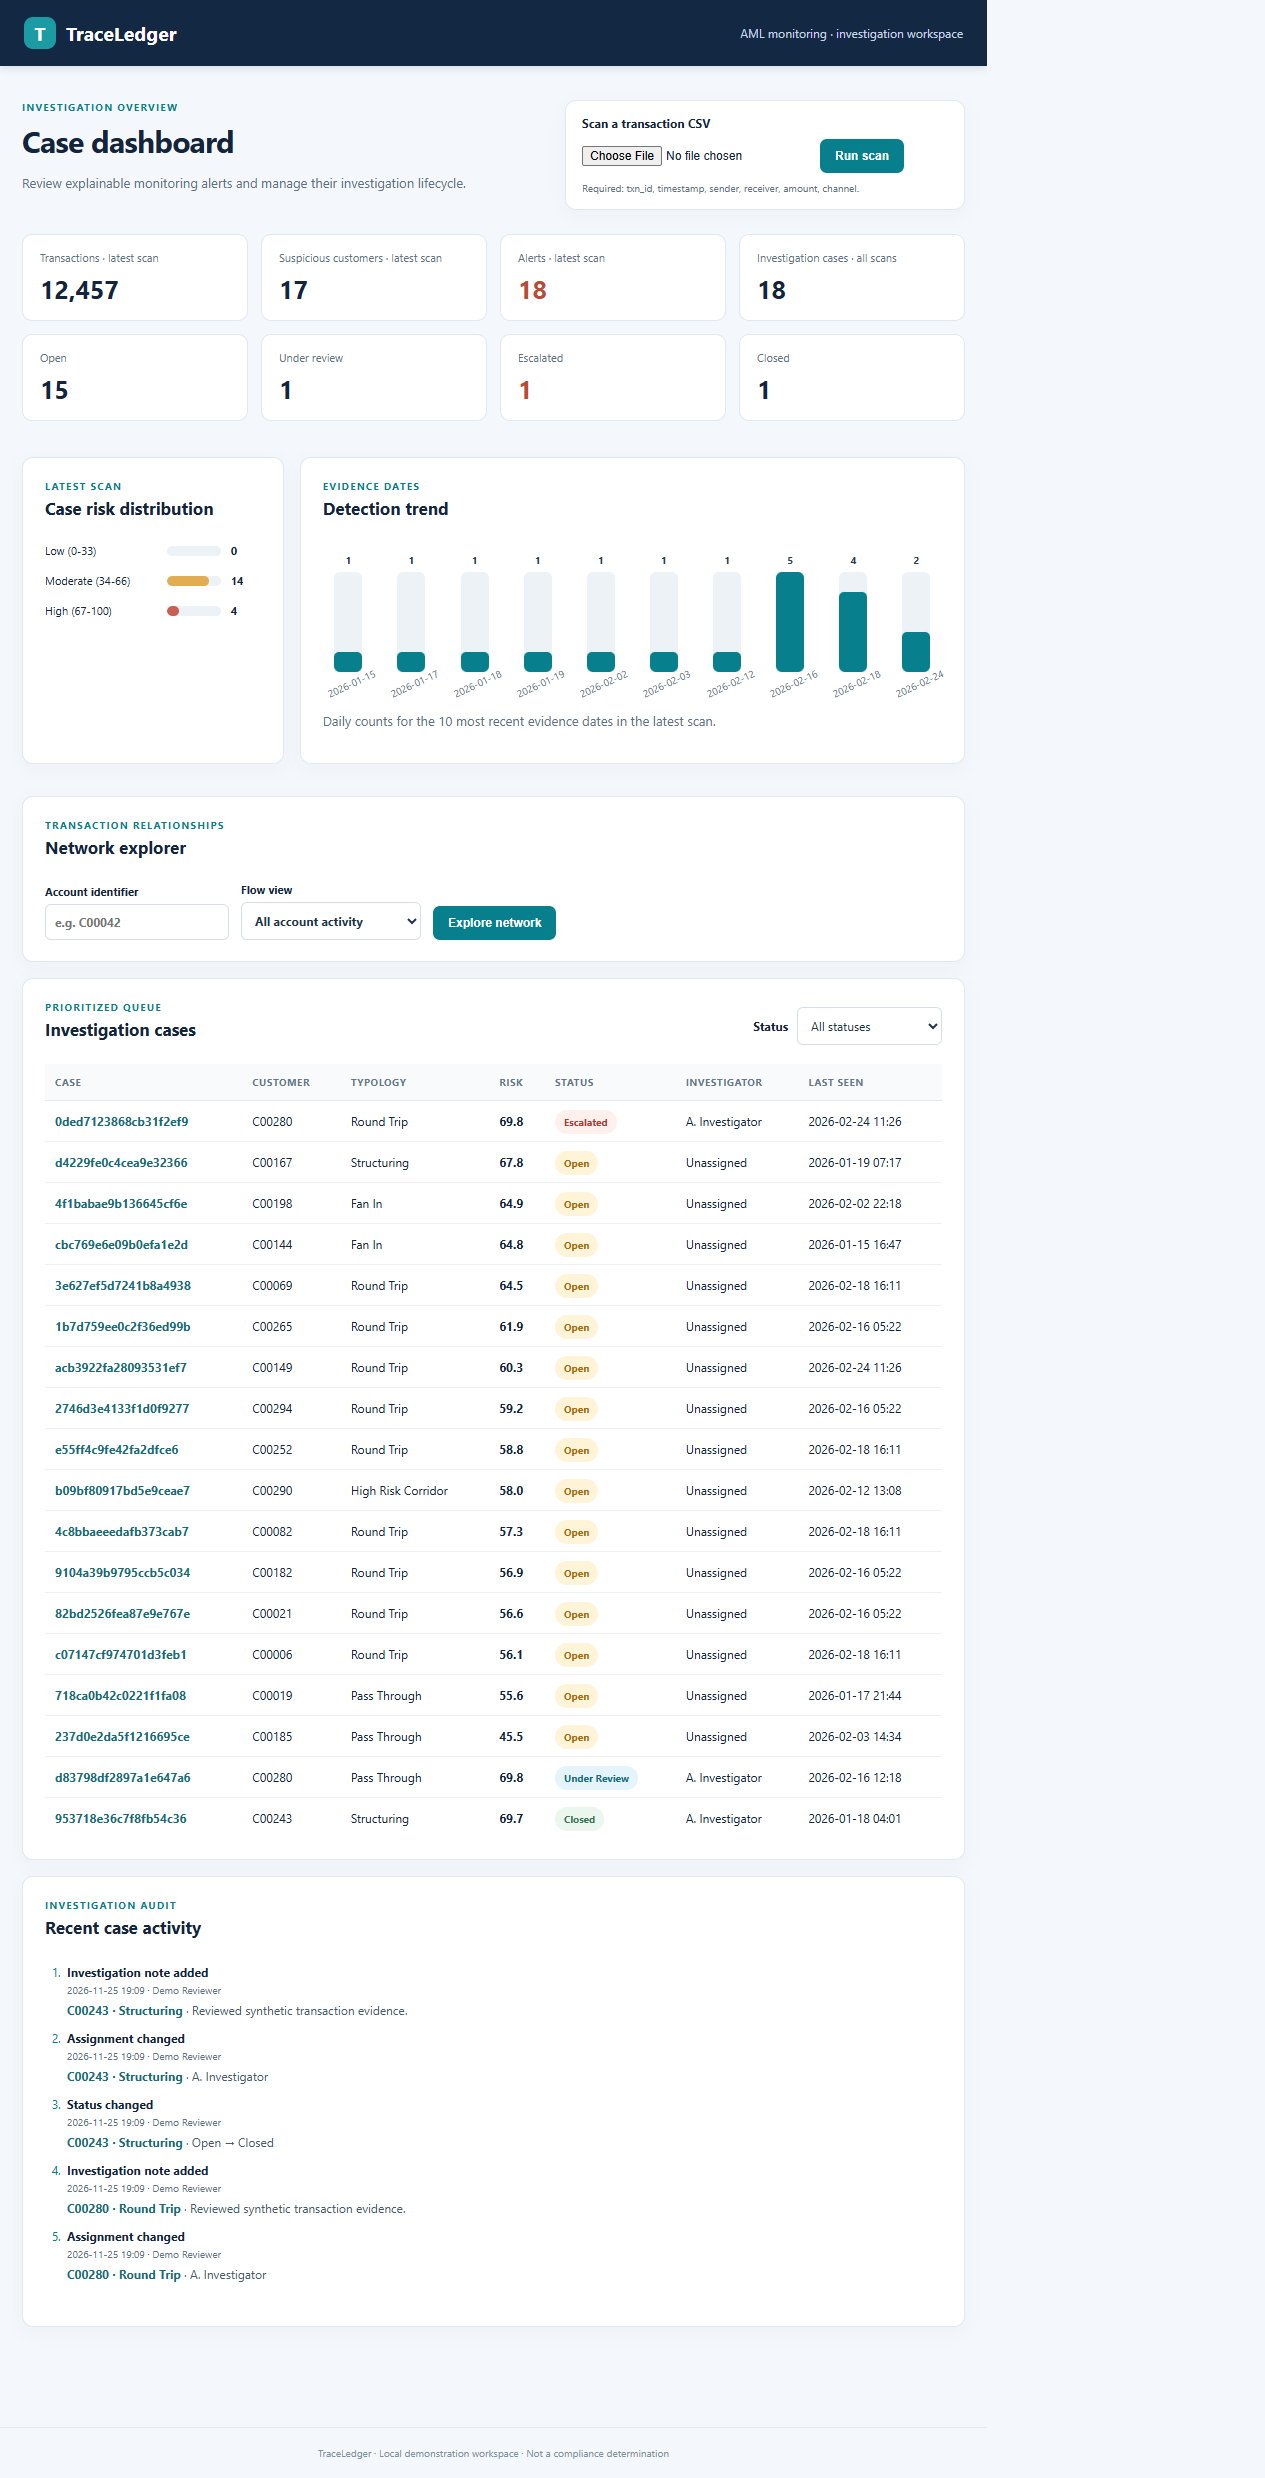 T TraceLedger
AML monitoring · investigation workspace
INVESTIGATION OVERVIEW
Case dashboard
Review explainable monitoring alerts and manage their investigation lifecycle.
Scan a transaction CSV
Choose File No file chosen
Run scan
Required: txn_id, timestamp, sender, receiver, amount, channel.
Transactions · latest scan
12,457
Suspicious customers · latest scan
17
Alerts · latest scan
18
Investigation cases · all scans
18
Open
15
Under review
1
Escalated
1
Closed
1
LATEST SCAN
Case risk distribution
Low (0-33) 0
Moderate (34-66) 14
High (67-100) 4
EVIDENCE DATES
Detection trend
1 1 1 1 1 1 1 5 4 2
2026-01-15 2026-01-17 2026-01-18 2026-01-19 2026-02-02 2026-02-03 2026-02-12 2026-02-16 2026-02-18 2026-02-24
Daily counts for the 10 most recent evidence dates in the latest scan.
TRANSACTION RELATIONSHIPS
Network explorer
Account identifier
e.g. C00042
Flow view
All account activity
Explore network
PRIORITIZED QUEUE
Investigation cases
Status All statuses
CASE CUSTOMER TYPOLOGY RISK STATUS INVESTIGATOR LAST SEEN
0ded7123868cb31f2ef9 C00280 Round Trip 69.8 Escalated A. Investigator 2026-02-24 11:26
d4229fe0c4cea9e32366 C00167 Structuring 67.8 Open Unassigned 2026-01-19 07:17
4f1babae9b136645cf6e C00198 Fan In 64.9 Open Unassigned 2026-02-02 22:18
cbc769e6e09b0efa1e2d C00144 Fan In 64.8 Open Unassigned 2026-01-15 16:47
3e627ef5d7241b8a4938 C00069 Round Trip 64.5 Open Unassigned 2026-02-18 16:11
1b7d759ee0c2f36ed99b C00265 Round Trip 61.9 Open Unassigned 2026-02-16 05:22
acb3922fa28093531ef7 C00149 Round Trip 60.3 Open Unassigned 2026-02-24 11:26
2746d3e4133f1d0f9277 C00294 Round Trip 59.2 Open Unassigned 2026-02-16 05:22
e55ff4c9fe42fa2dfce6 C00252 Round Trip 58.8 Open Unassigned 2026-02-18 16:11
b09bf80917bd5e9ceae7 C00290 High Risk Corridor 58.0 Open Unassigned 2026-02-12 13:08
4c8bbaeeedafb373cab7 C00082 Round Trip 57.3 Open Unassigned 2026-02-18 16:11
9104a39b9795ccb5c034 C00182 Round Trip 56.9 Open Unassigned 2026-02-16 05:22
82bd2526fea87e9e767e C00021 Round Trip 56.6 Open Unassigned 2026-02-16 05:22
c07147cf974701d3feb1 C00006 Round Trip 56.1 Open Unassigned 2026-02-18 16:11
718ca0b42c0221f1fa08 C00019 Pass Through 55.6 Open Unassigned 2026-01-17 21:44
237d0e2da5f1216695ce C00185 Pass Through 45.5 Open Unassigned 2026-02-03 14:34
d83798df2897a1e647a6 C00280 Pass Through 69.8 Under Review A. Investigator 2026-02-16 12:18
953718e36c7f8fb54c36 C00243 Structuring 69.7 Closed A. Investigator 2026-01-18 04:01
INVESTIGATION AUDIT
Recent case activity
1. Investigation note added
2026-11-25 19:09 · Demo Reviewer
C00243 · Structuring · Reviewed synthetic transaction evidence.
2. Assignment changed
2026-11-25 19:09 · Demo Reviewer
C00243 · Structuring · A. Investigator
3. Status changed
2026-11-25 19:09 · Demo Reviewer
C00243 · Structuring · Open → Closed
4. Investigation note added
2026-11-25 19:09 · Demo Reviewer
C00280 · Round Trip · Reviewed synthetic transaction evidence.
5. Assignment changed
2026-11-25 19:09 · Demo Reviewer
C00280 · Round Trip · A. Investigator
TraceLedger · Local demonstration workspace · Not a compliance determination